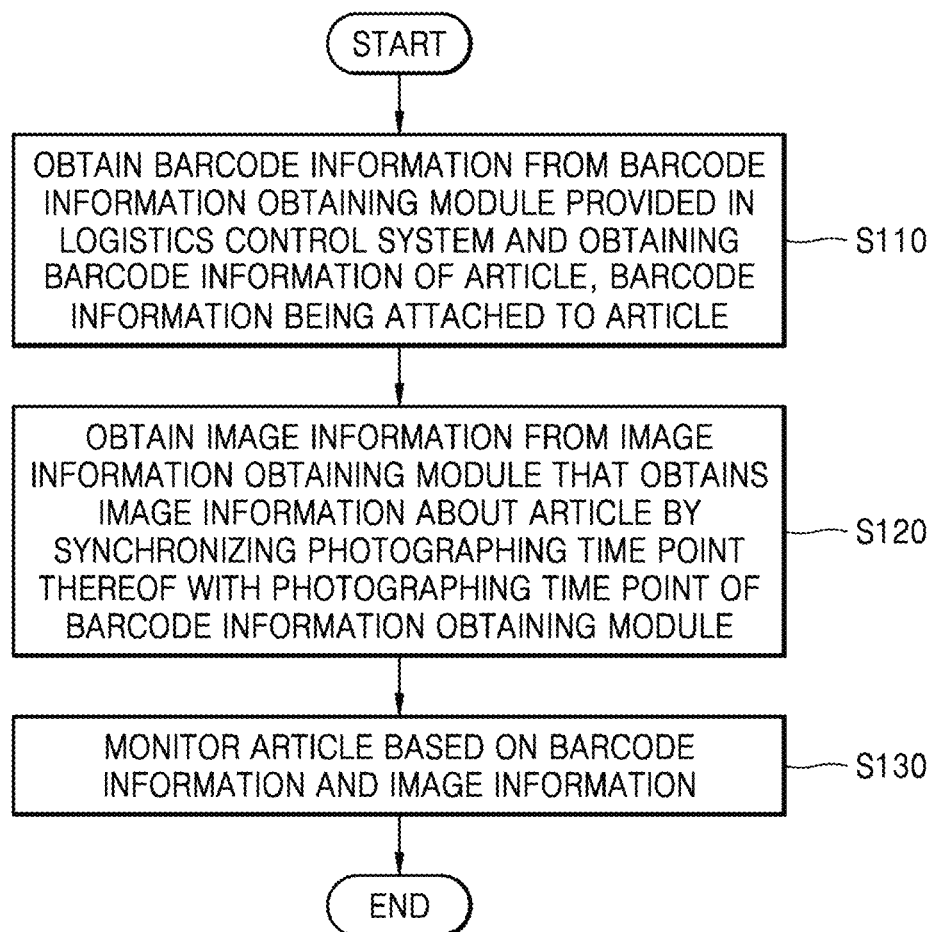 START
OBTAIN BARCODE INFORMATION FROM BARCODE
INFORMATION OBTAINING MODULE PROVIDED IN
LOGISTICS CONTROL SYSTEM AND OBTAINING
BARCODE INFORMATION OF ARTICLE, BARCODE
INFORMATION BEING ATTACHED TO ARTICLE
S110
OBTAIN IMAGE INFORMATION FROM IMAGE
INFORMATION OBTAINING MODULE THAT OBTAINS
IMAGE INFORMATION ABOUT ARTICLE BY
SYNCHRONIZING PHOTOGRAPHING TIME POINT
THEREOF WITH PHOTOGRAPHING TIME POINT OF
BARCODE INFORMATION OBTAINING MODULE
S120
MONITOR ARTICLE BASED ON BARCODE
INFORMATION AND IMAGE INFORMATION
S130
END